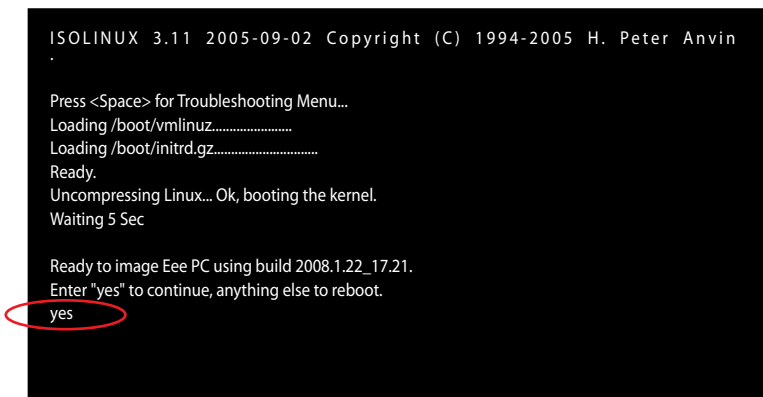 ISOLINUX 3.11 2005-09-02 Copyright (C) 1994-2005 H. Peter Anvin
.
Press <Space> for Troubleshooting Menu...
Loading /boot/vmlinuz.......................
Loading /boot/initrd.gz..............................
Ready.
Uncompressing Linux... Ok, booting the kernel.
Waiting 5 Sec
Ready to image Eee PC using build 2008.1.22_17.21.
Enter "yes" to continue, anything else to reboot.
yes